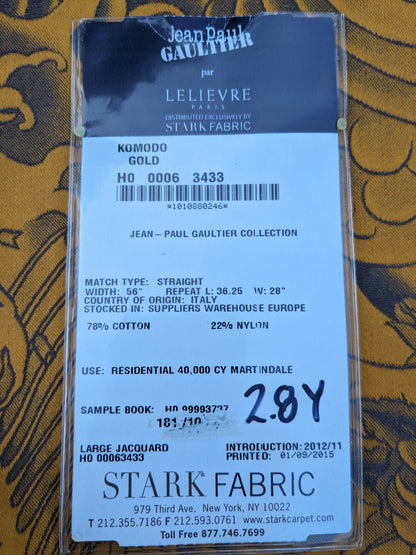 Jean Paul
GAULTIER
par
LELIEVRE
PARIS
DISTRIBUTED EXCLUSIVELY BY
STARK FABRIC
KOMODO
GOLD
H0 0006 3433
*1010880246*
JEAN-PAUL GAULTIER COLLECTION
MATCH TYPE: STRAIGHT
WIDTH: 56" REPEAT L: 36.25 W: 28"
COUNTRY OF ORIGIN: ITALY
STOCKED IN: SUPPLIERS WAREHOUSE EUROPE
78% COTTON 22% NYLON
USE: RESIDENTIAL 40,000 CY MARTINDALE
SAMPLE BOOK: H0 99993737
181 /10
2.8Y
LARGE JACQUARD INTRODUCTION: 2012/11
H0 00063433 PRINTED: 01/09/2015
STARK FABRIC
979 Third Ave. New York, NY 10022
T 212.355.7186 F 212.593.0761 www.starkcarpet.com
Toll Free 877.746.7699